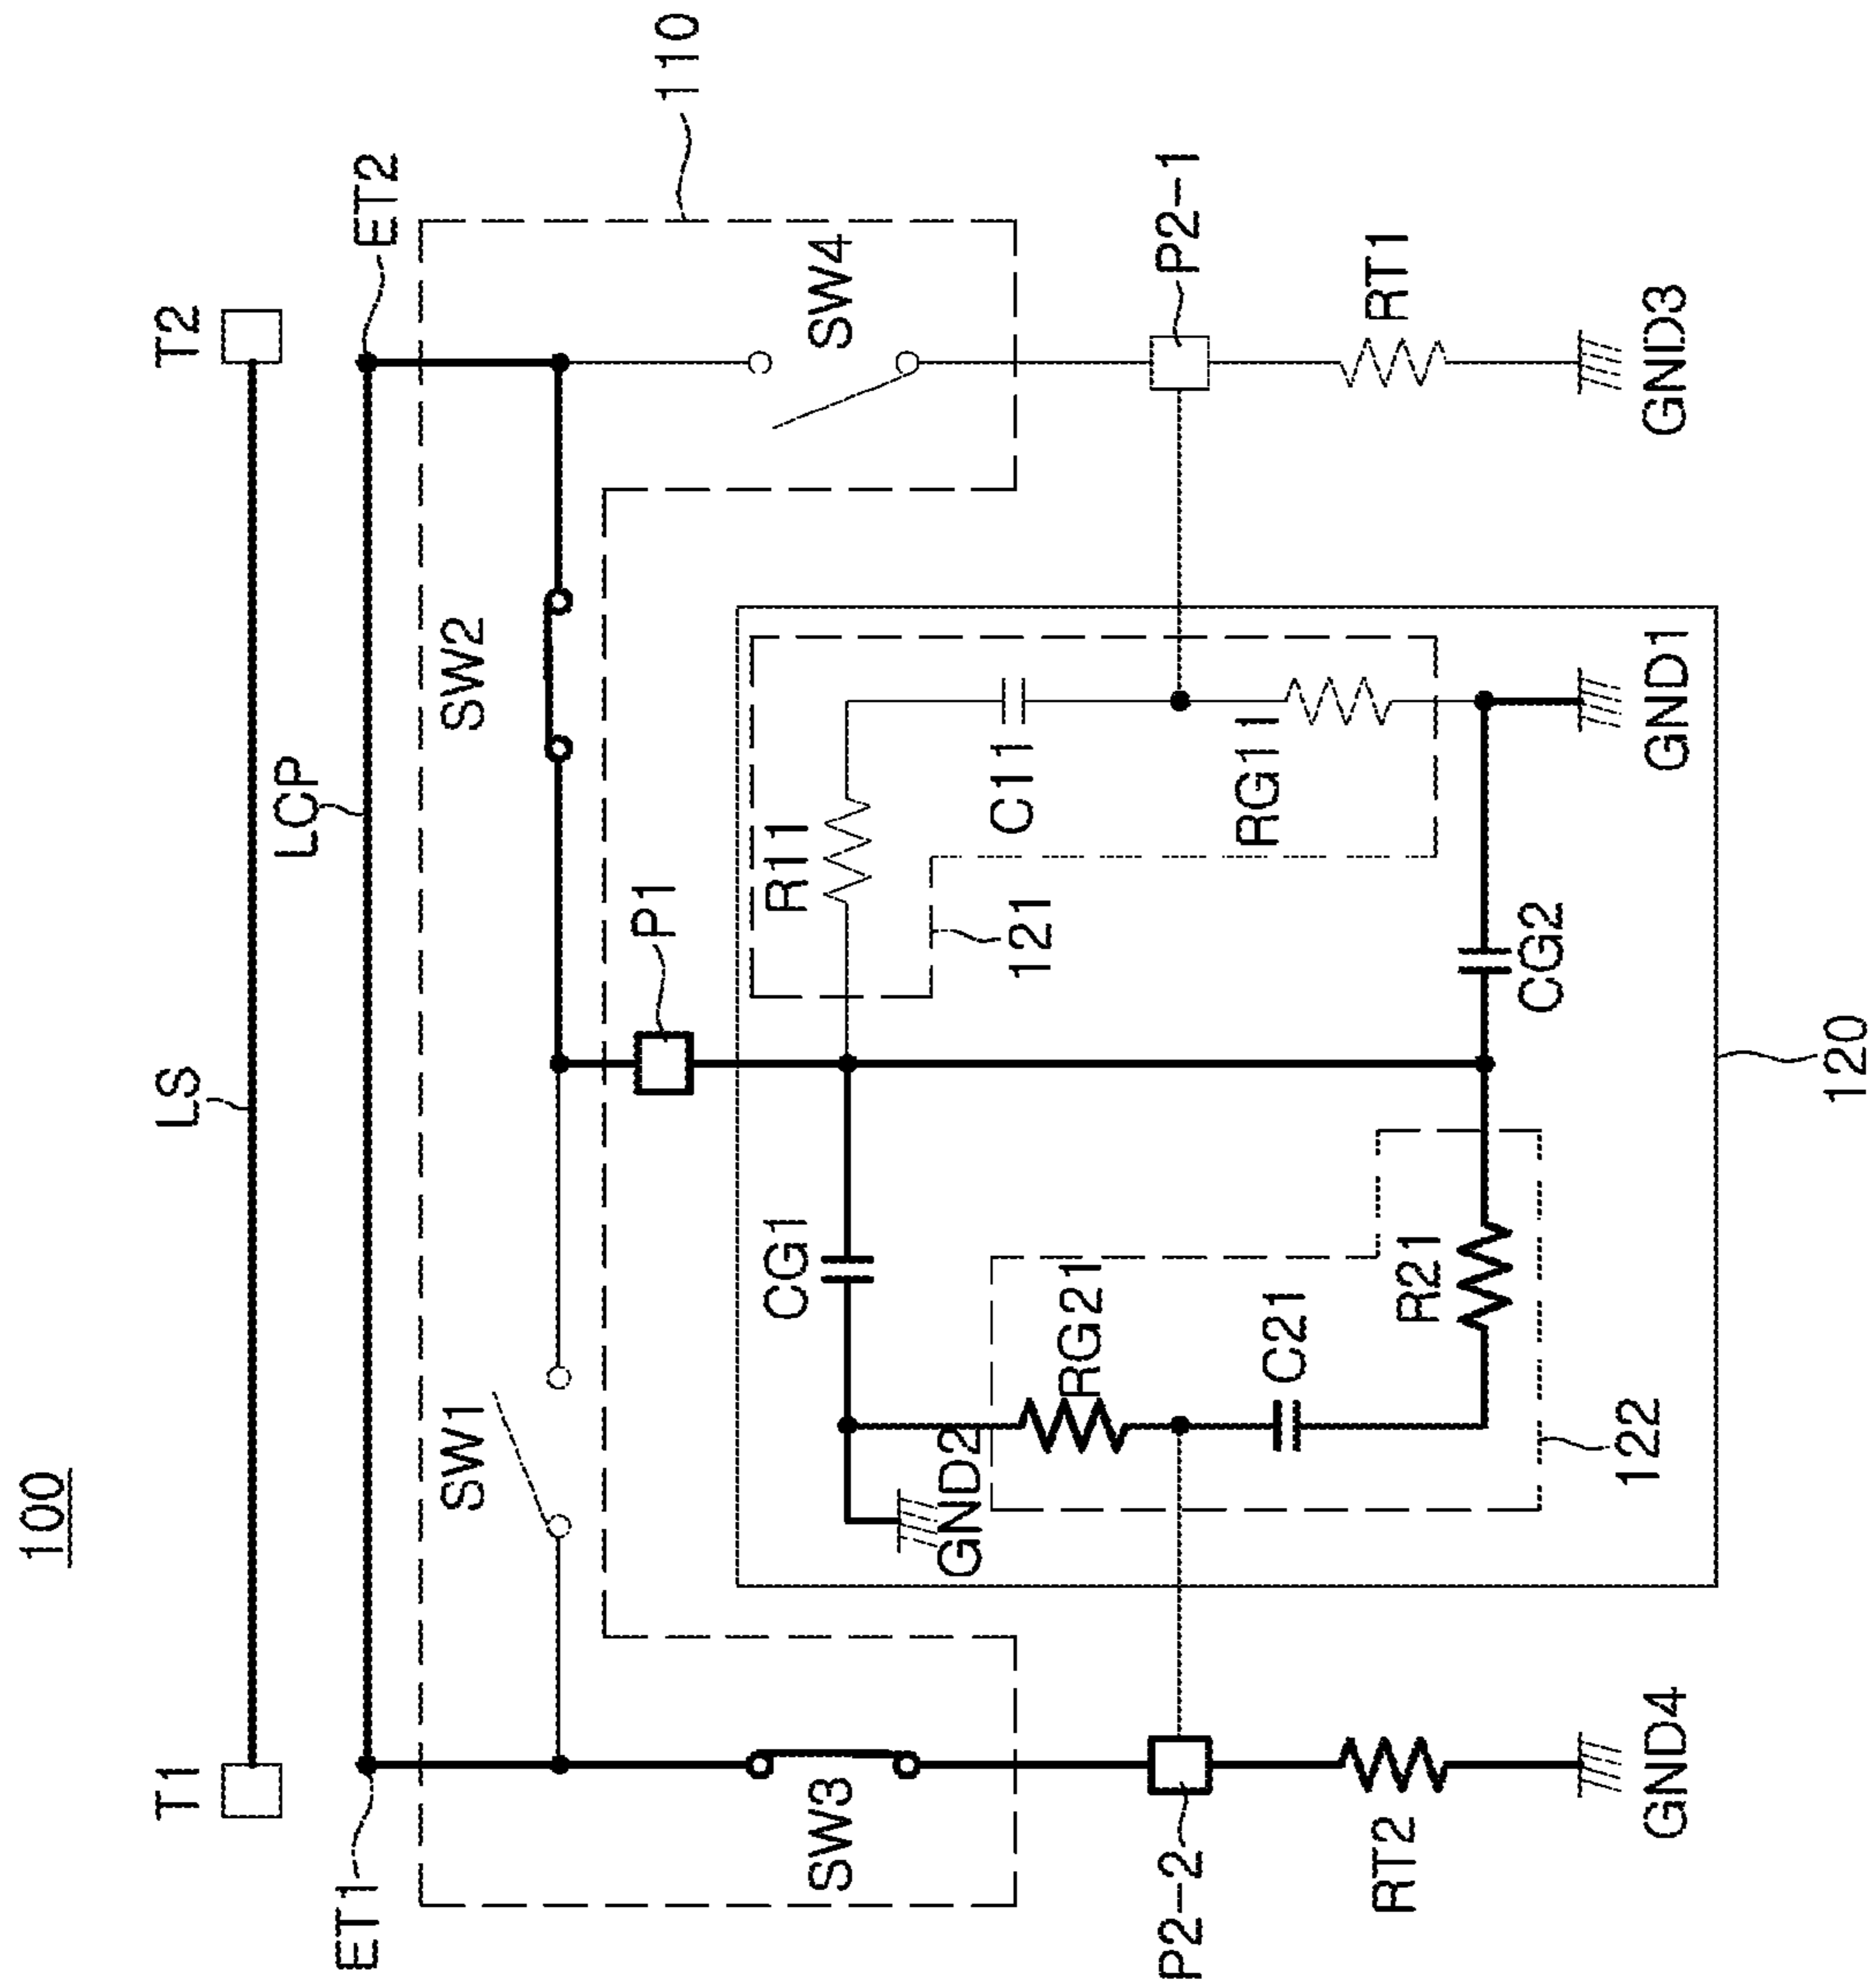 100
T1
LS
T2
LCP
ET1
ET2
SW1
SW2
110
P1
SW3
SW4
CG1
R11
GND2
RG21
121
C11
P2-2
P2-1
C21
RG11
RT2
R21
RT1
122
CG2
GND4
GND1
GND3
120